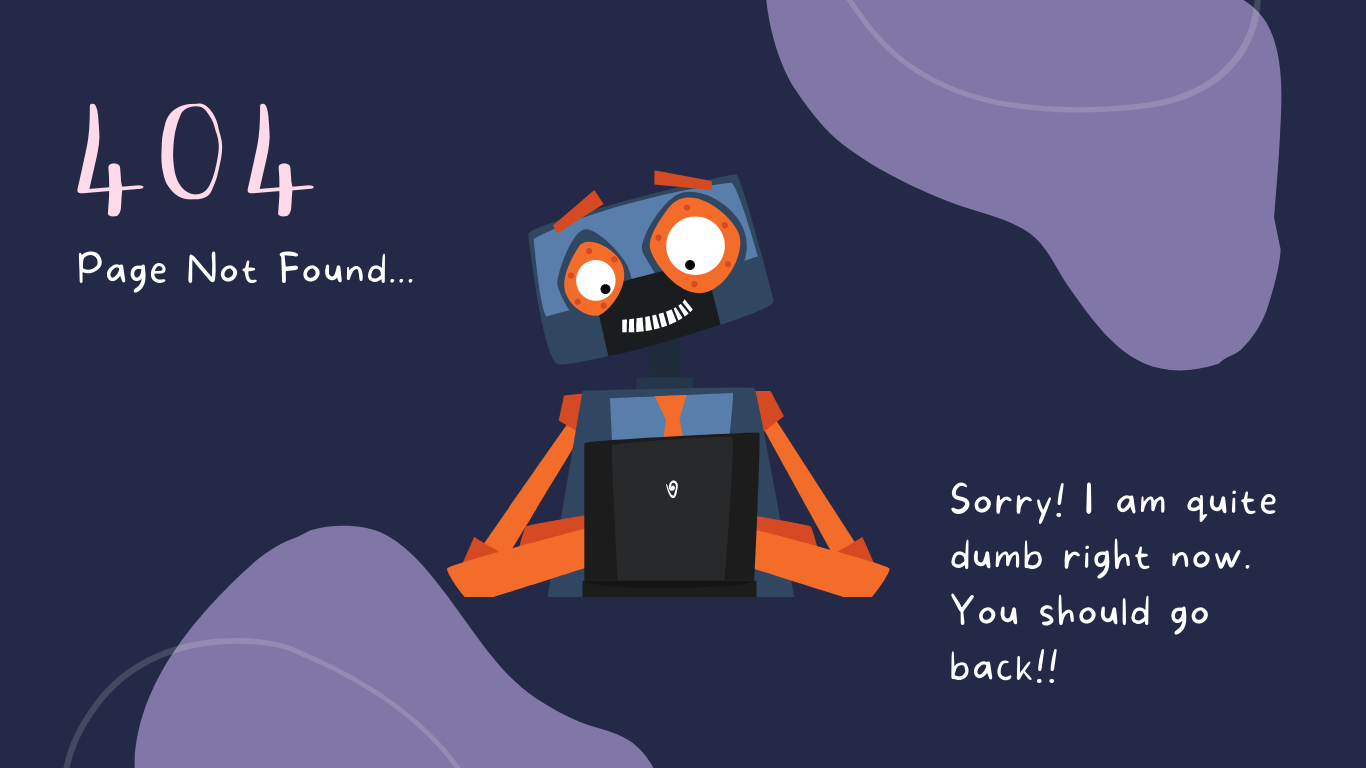 404
Page Not Found...
Sorry! I am quite
dumb right now.
You should go
back!!